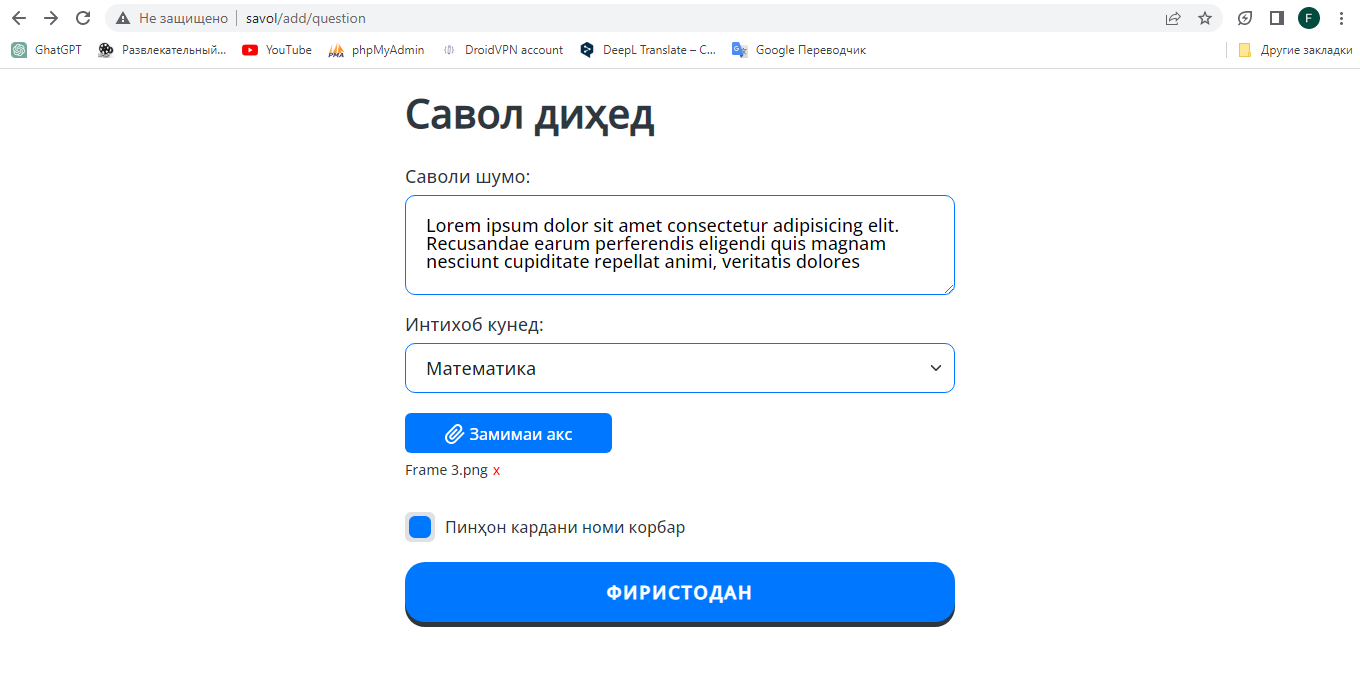 Не защищено
savol/add/question
F
GhatGPT
Развлекательный...
YouTube
phpMyAdmin
DroidVPN account
DeepL Translate – C...
Google Переводчик
Другие закладки
Савол диҳед
Саволи шумо:
Lorem ipsum dolor sit amet consectetur adipisicing elit.
Recusandae earum perferendis eligendi quis magnam
nesciunt cupiditate repellat animi, veritatis dolores
Интихоб кунед:
Математика
Замимаи акс
Frame 3.png x
Пинҳон кардани номи корбар
ФИРИСТОДАН